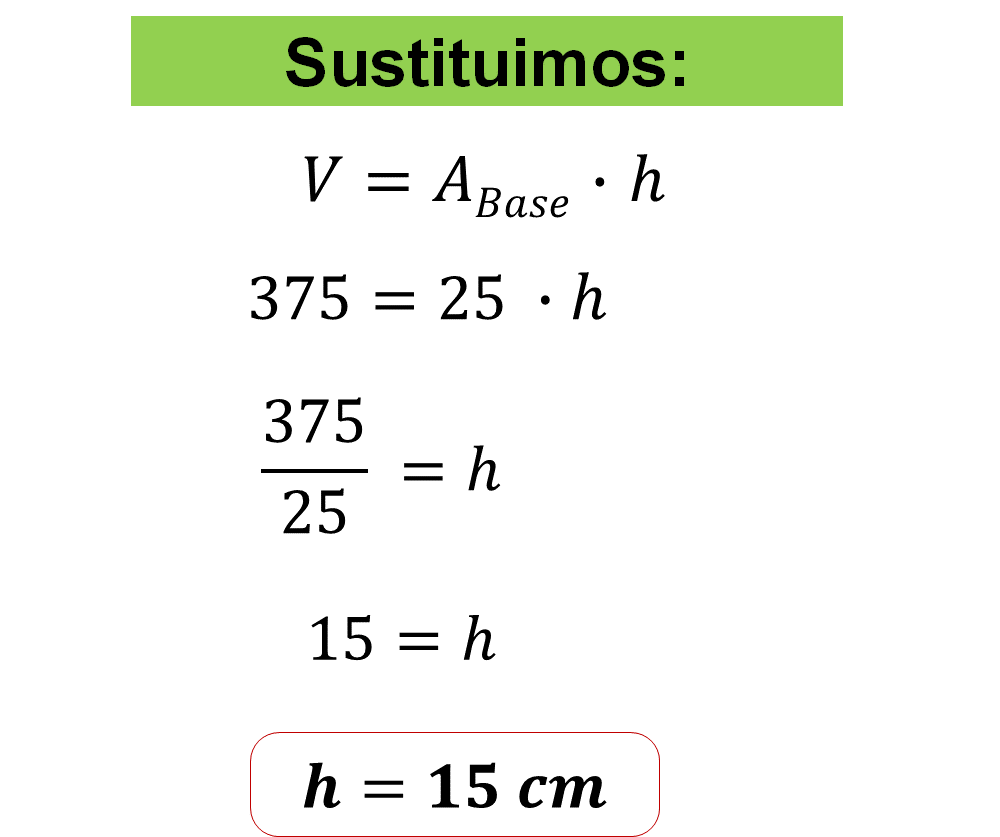 Sustituimos:
V = A_Base · h
375 = 25 · h
375/25 = h
15 = h
h = 15 cm